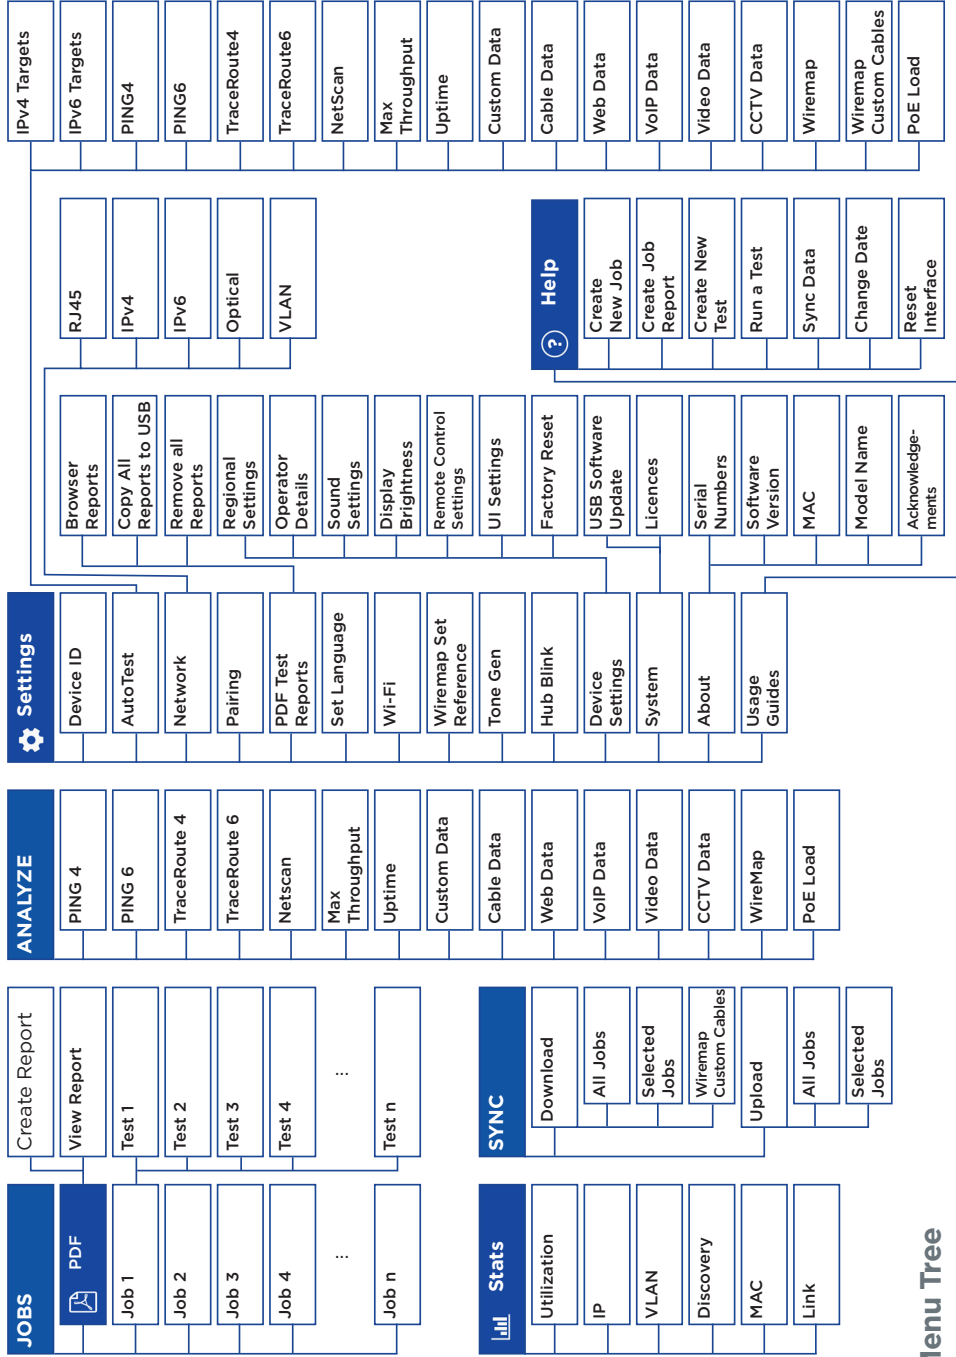 JOBS
PDF
Job 1
Job 2
Job 3
Job 4
...
Job n
Create Report
View Report
Test 1
Test 2
Test 3
Test 4
...
Test n
Stats
Utilization
IP
VLAN
Discovery
MAC
Link
SYNC
Download
All Jobs
Selected
Jobs
Wiremap
Custom Cables
Upload
All Jobs
Selected
Jobs
ANALYZE
PING 4
PING 6
TraceRoute 4
TraceRoute 6
Netscan
Max
Throughput
Uptime
Custom Data
Cable Data
Web Data
VoIP Data
Video Data
CCTV Data
WireMap
PoE Load
Settings
Device ID
AutoTest
Network
Pairing
PDF Test
Reports
Set Language
Wi-Fi
Wiremap Set
Reference
Tone Gen
Hub Blink
Device
Settings
System
About
Usage
Guides
Browser
Reports
Copy All
Reports to USB
Remove all
Reports
Regional
Settings
Operator
Details
Sound
Settings
Display
Brightness
Remote Control
Settings
UI Settings
Factory Reset
USB Software
Update
Licences
Serial
Numbers
Software
Version
MAC
Model Name
Acknowledge-
ments
RJ45
IPv4
IPv6
Optical
VLAN
? Help
Create
New Job
Create Job
Report
Create New
Test
Run a Test
Sync Data
Change Date
Reset
Interface
IPv4 Targets
IPv6 Targets
PING4
PING6
TraceRoute4
TraceRoute6
NetScan
Max
Throughput
Uptime
Custom Data
Cable Data
Web Data
VoIP Data
Video Data
CCTV Data
Wiremap
Wiremap
Custom Cables
PoE Load
enu Tree